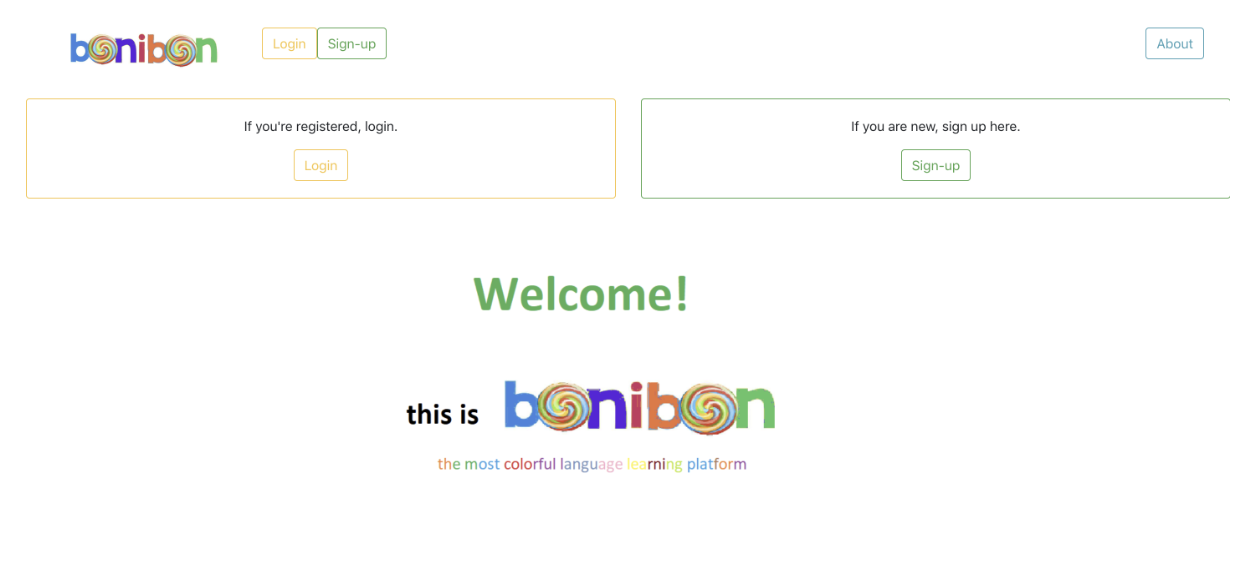 bonibon Login Sign-up About
If you're registered, login.
Login
If you are new, sign up here.
Sign-up
Welcome!
this is bonibon
the most colorful language learning platform